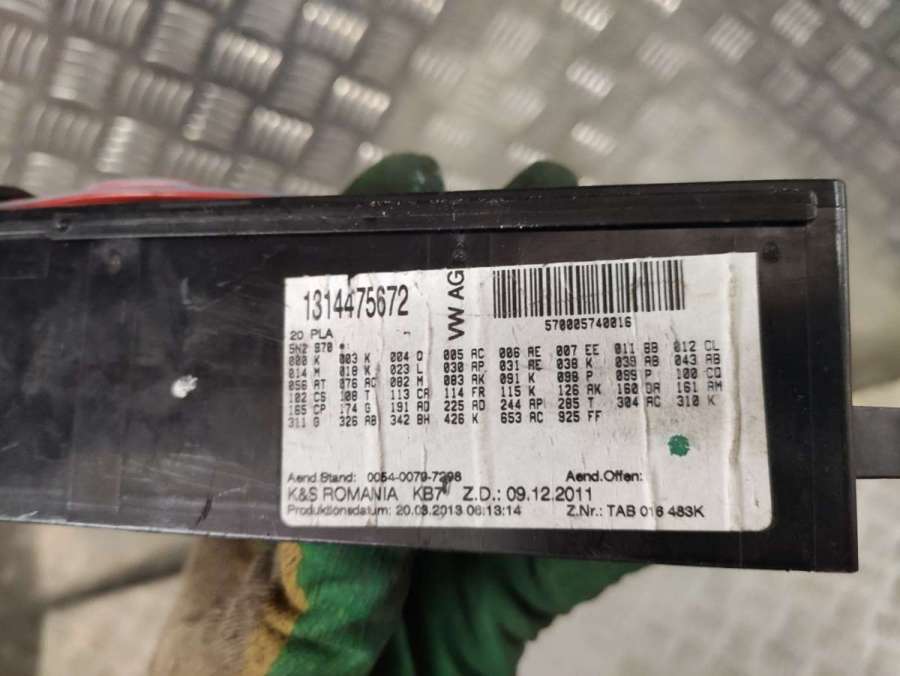 1314475672
VW AG
570005740016
20 PLA
5N2 970
000 K 003 K 004 Q 005 AC 006 AE 007 EE 011 BB 012 CL
014 M 018 K 023 L 030 AP 031 AE 038 K 039 AB 043 AB
056 AT 076 AC 082 M 083 AK 091 K 098 P 099 P 100 CQ
102 CS 108 T 113 CA 114 FR 115 K 126 AK 160 DA 161 AM
165 CP 174 G 191 AD 225 AD 244 AP 285 T 304 AC 310 K
311 G 326 AB 342 BH 426 K 653 AC 925 FF
Aend.Stand: 0054-0079-7298 Aend.Offen:
K&S ROMANIA KB7 Z.D.: 09.12.2011
Produktionsdatum: 20.03.2013 06:13:14 Z.Nr.: TAB 016 483K